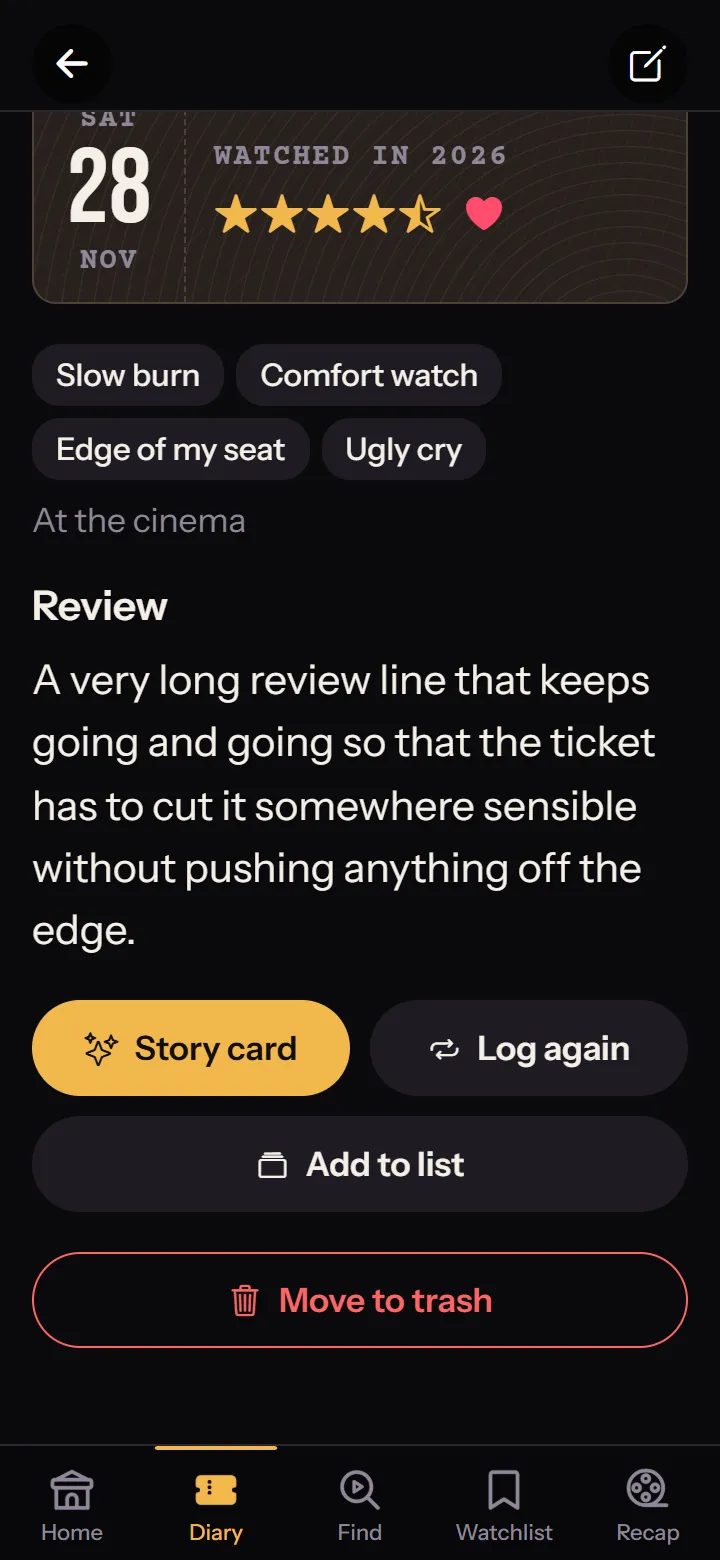 SAT
28
NOV
WATCHED IN 2026
Slow burn
Comfort watch
Edge of my seat
Ugly cry
At the cinema
Review
A very long review line that keeps
going and going so that the ticket
has to cut it somewhere sensible
without pushing anything off the
edge.
Story card
Log again
Add to list
Move to trash
Home
Diary
Find
Watchlist
Recap